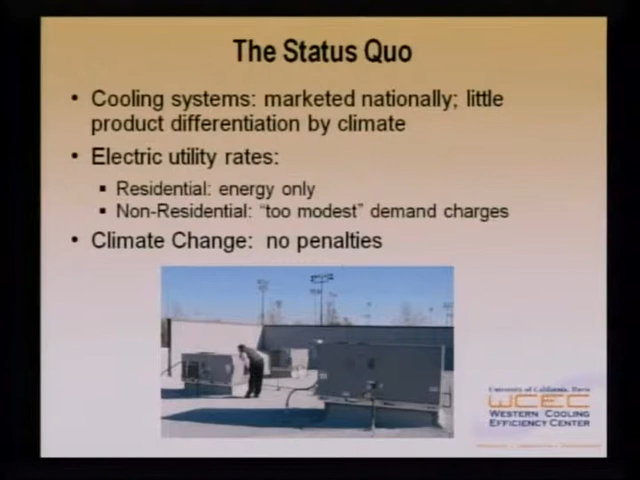 The Status Quo
• Cooling systems: marketed nationally; little
product differentiation by climate
• Electric utility rates:
▪ Residential: energy only
▪ Non-Residential: “too modest” demand charges
• Climate Change: no penalties
University of California, Davis
WCEC
WESTERN COOLING
EFFICIENCY CENTER